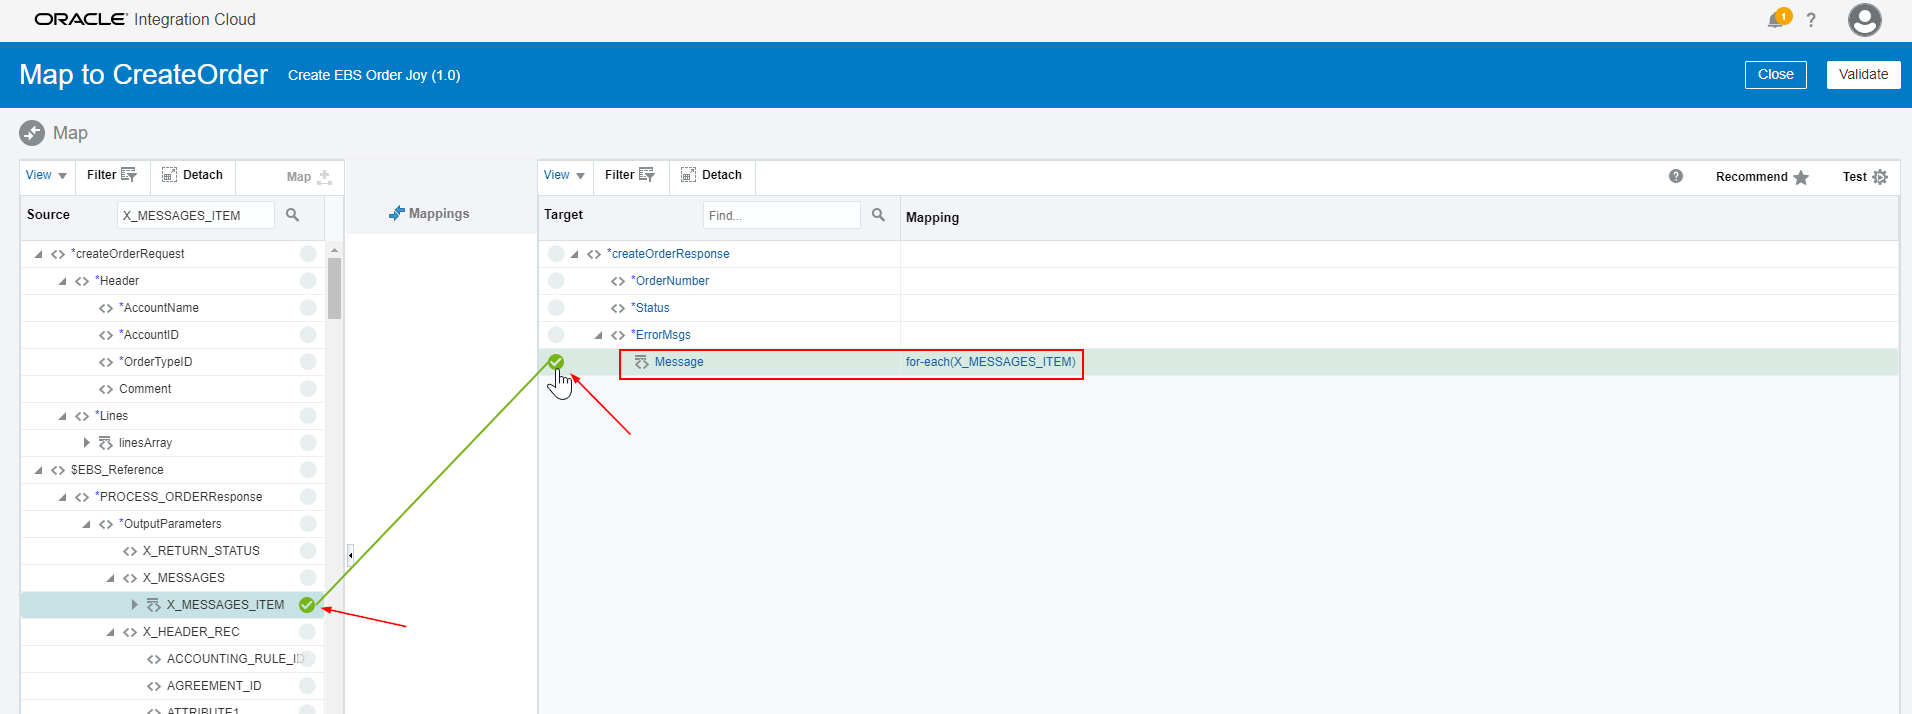 ORACLE Integration Cloud
1
?
Map to CreateOrder Create EBS Order Joy (1.0)
Close
Validate
Map
View Filter Detach Map
Source X_MESSAGES_ITEM
*createOrderRequest
*Header
*AccountName
*AccountID
*OrderTypeID
Comment
*Lines
linesArray
$EBS_Reference
*PROCESS_ORDERResponse
*OutputParameters
X_RETURN_STATUS
X_MESSAGES
X_MESSAGES_ITEM
X_HEADER_REC
ACCOUNTING_RULE_ID
AGREEMENT_ID
ATTRIBUTE1
Mappings
View Filter Detach
? Recommend Test
Target Find... Mapping
*createOrderResponse
*OrderNumber
*Status
*ErrorMsgs
Message for-each(X_MESSAGES_ITEM)